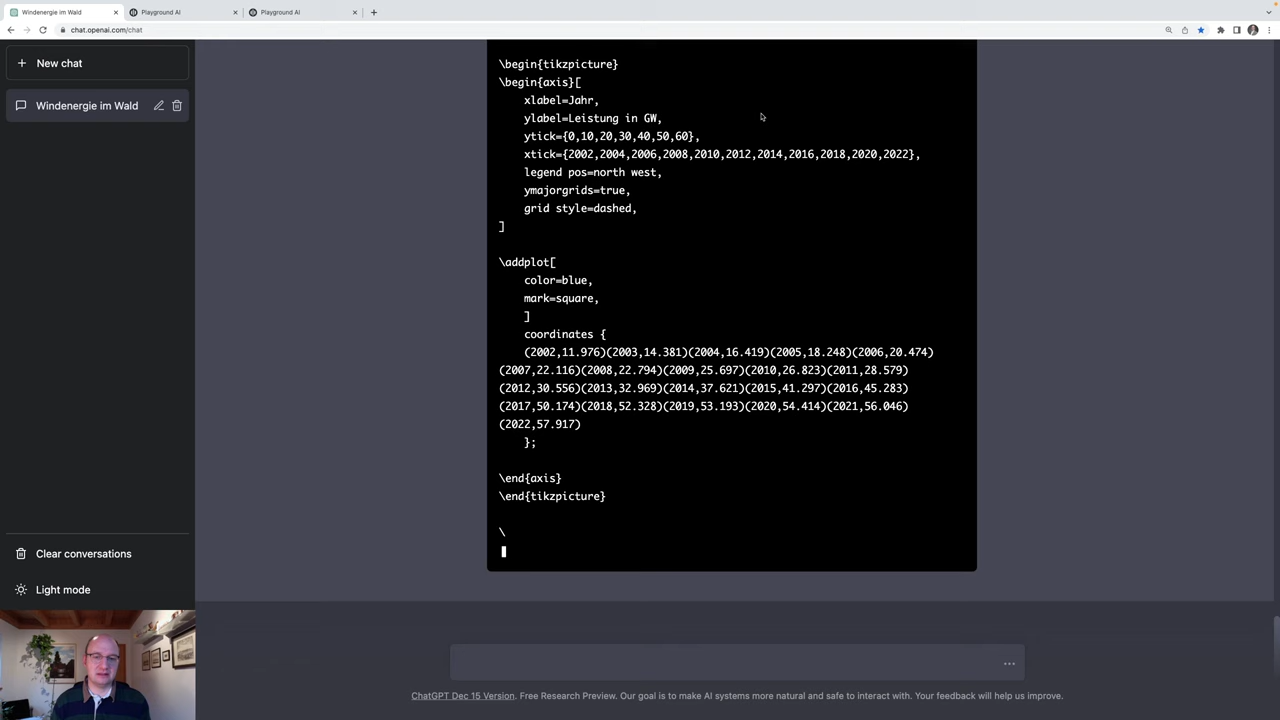 Windenergie im Wald
Playground AI
Playground AI
chat.openai.com/chat
New chat
Windenergie im Wald
\begin{tikzpicture}
\begin{axis}[
xlabel=Jahr,
ylabel=Leistung in GW,
ytick={0,10,20,30,40,50,60},
xtick={2002,2004,2006,2008,2010,2012,2014,2016,2018,2020,2022},
legend pos=north west,
ymajorgrids=true,
grid style=dashed,
]
\addplot[
color=blue,
mark=square,
]
coordinates {
(2002,11.976)(2003,14.381)(2004,16.419)(2005,18.248)(2006,20.474)
(2007,22.116)(2008,22.794)(2009,25.697)(2010,26.823)(2011,28.579)
(2012,30.556)(2013,32.969)(2014,37.621)(2015,41.297)(2016,45.283)
(2017,50.174)(2018,52.328)(2019,53.193)(2020,54.414)(2021,56.046)
(2022,57.917)
};
\end{axis}
\end{tikzpicture}
\
Clear conversations
Light mode
ChatGPT Dec 15 Version. Free Research Preview. Our goal is to make AI systems more natural and safe to interact with. Your feedback will help us improve.